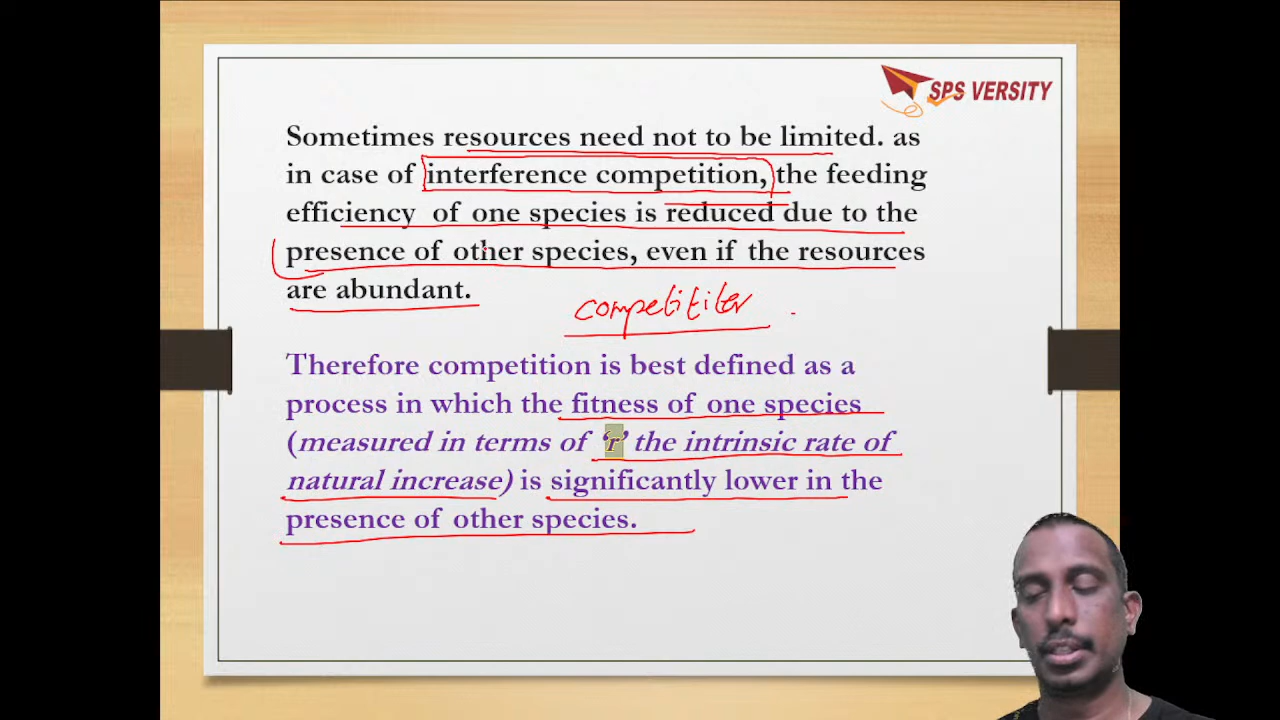 SPS VERSITY
Sometimes resources need not to be limited. as
in case of interference competition, the feeding
efficiency of one species is reduced due to the
presence of other species, even if the resources
are abundant.
competititer
Therefore competition is best defined as a
process in which the fitness of one species
(measured in terms of ‘r’ the intrinsic rate of
natural increase) is significantly lower in the
presence of other species.